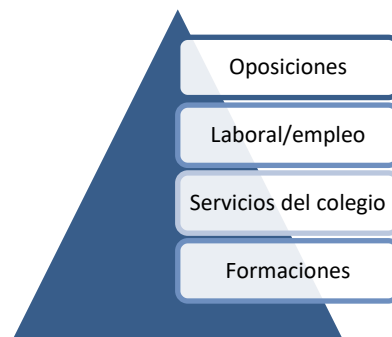 Oposiciones
Laboral/empleo
Servicios del colegio
Formaciones